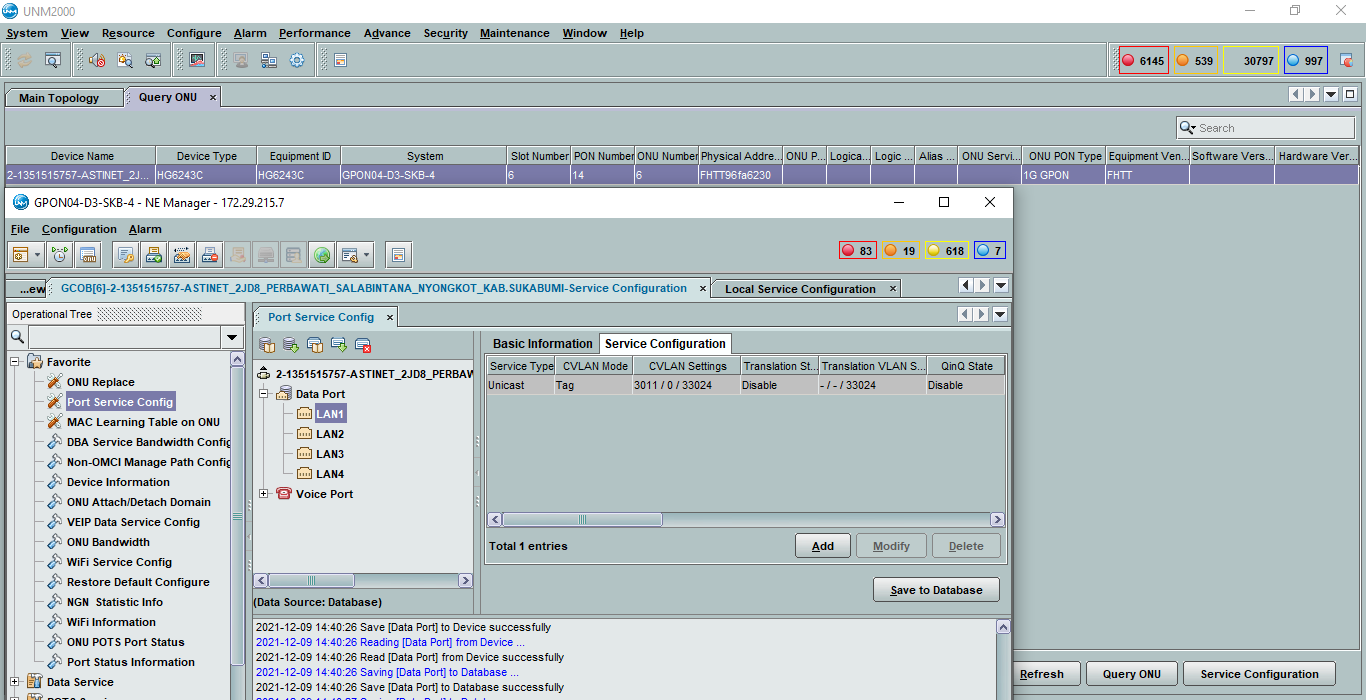 UNM2000
System View Resource Configure Alarm Performance Advance Security Maintenance Window Help
6145 539 30797 997
Main Topology Query ONU ×
Search
Device Name Device Type Equipment ID System Slot Number PON Number ONU Number Physical Addre... ONU P... Logica... Logic ... Alias ... ONU Servi... ONU PON Type Equipment Ven... Software Vers... Hardware Ver...
2-1351515757-ASTINET_2J... HG6243C HG6243C GPON04-D3-SKB-4 6 14 6 FHTT96fa6230 1G GPON FHTT
GPON04-D3-SKB-4 - NE Manager - 172.29.215.7
File Configuration Alarm
83 19 618 7
...ew GCOB[6]-2-1351515757-ASTINET_2JD8_PERBAWATI_SALABINTANA_NYONGKOT_KAB.SUKABUMI-Service Configuration × Local Service Configuration ×
Operational Tree
Favorite
ONU Replace
Port Service Config
MAC Learning Table on ONU
DBA Service Bandwidth Config
Non-OMCI Manage Path Config
Device Information
ONU Attach/Detach Domain
VEIP Data Service Config
ONU Bandwidth
WiFi Service Config
Restore Default Configure
NGN Statistic Info
WiFi Information
ONU POTS Port Status
Port Status Information
Data Service
Port Service Config ×
2-1351515757-ASTINET_2JD8_PERBAW
Data Port
LAN1
LAN2
LAN3
LAN4
Voice Port
(Data Source: Database)
Basic Information Service Configuration
Service Type CVLAN Mode CVLAN Settings Translation St... Translation VLAN S... QinQ State
Unicast Tag 3011 / 0 / 33024 Disable - / - / 33024 Disable
Total 1 entries
Add Modify Delete
Save to Database
2021-12-09 14:40:26 Save [Data Port] to Device successfully
2021-12-09 14:40:26 Reading [Data Port] from Device ...
2021-12-09 14:40:26 Read [Data Port] from Device successfully
2021-12-09 14:40:26 Saving [Data Port] to Database ...
2021-12-09 14:40:26 Save [Data Port] to Database successfully
Refresh Query ONU Service Configuration